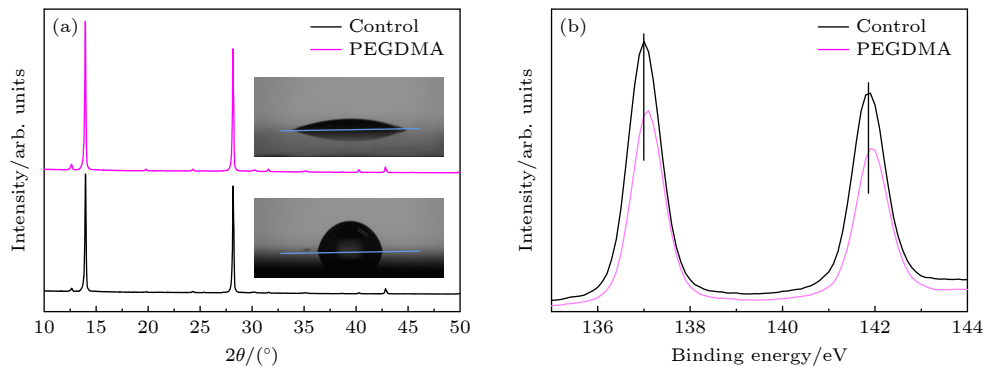 (a)
Control
PEGDMA
Intensity/arb. units
10
15
20
25
30
35
40
45
50
2θ/(°)
(b)
Control
PEGDMA
Intensity/arb. units
136
138
140
142
144
Binding energy/eV